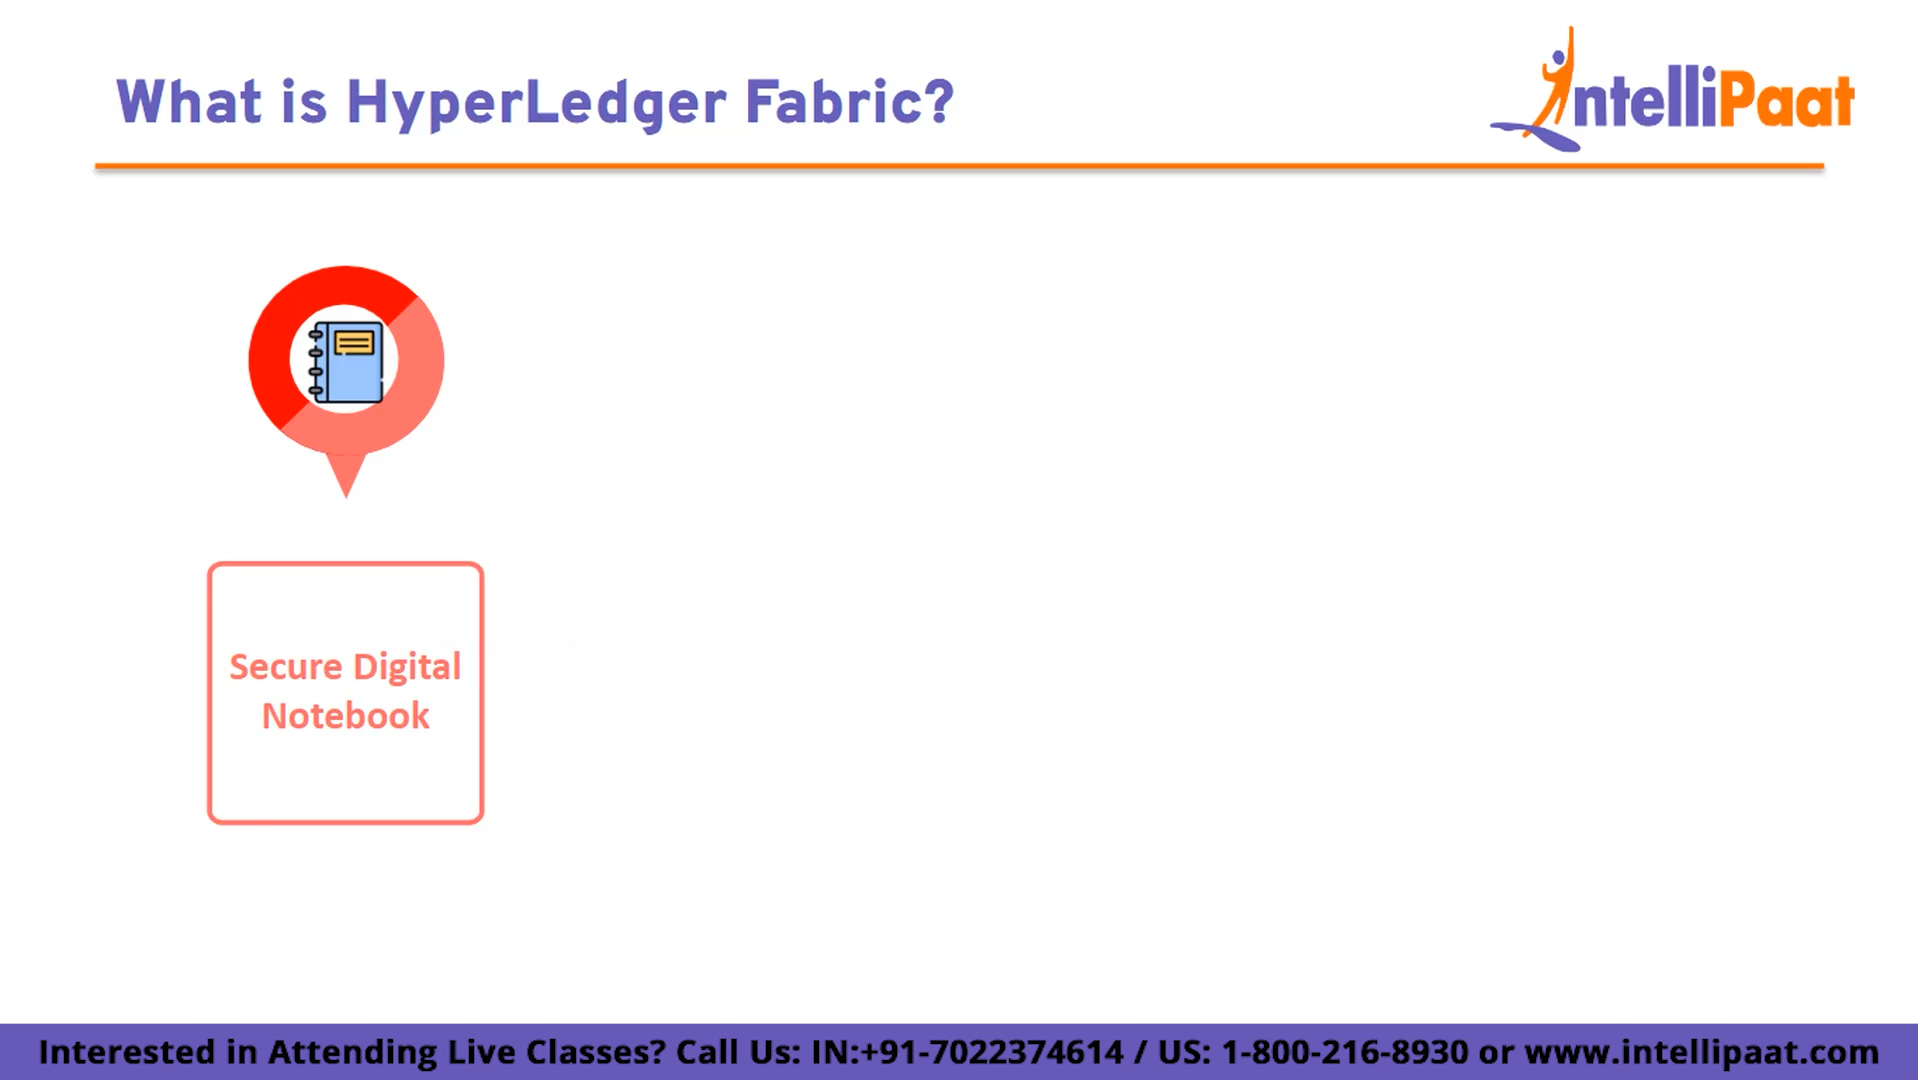 What is HyperLedger Fabric?
IntelliPaat
Secure Digital
Notebook
IntelliPaat
Interested in Attending Live Classes? Call Us: IN:+91-7022374614 / US: 1-800-216-8930 or www.intellipaat.com